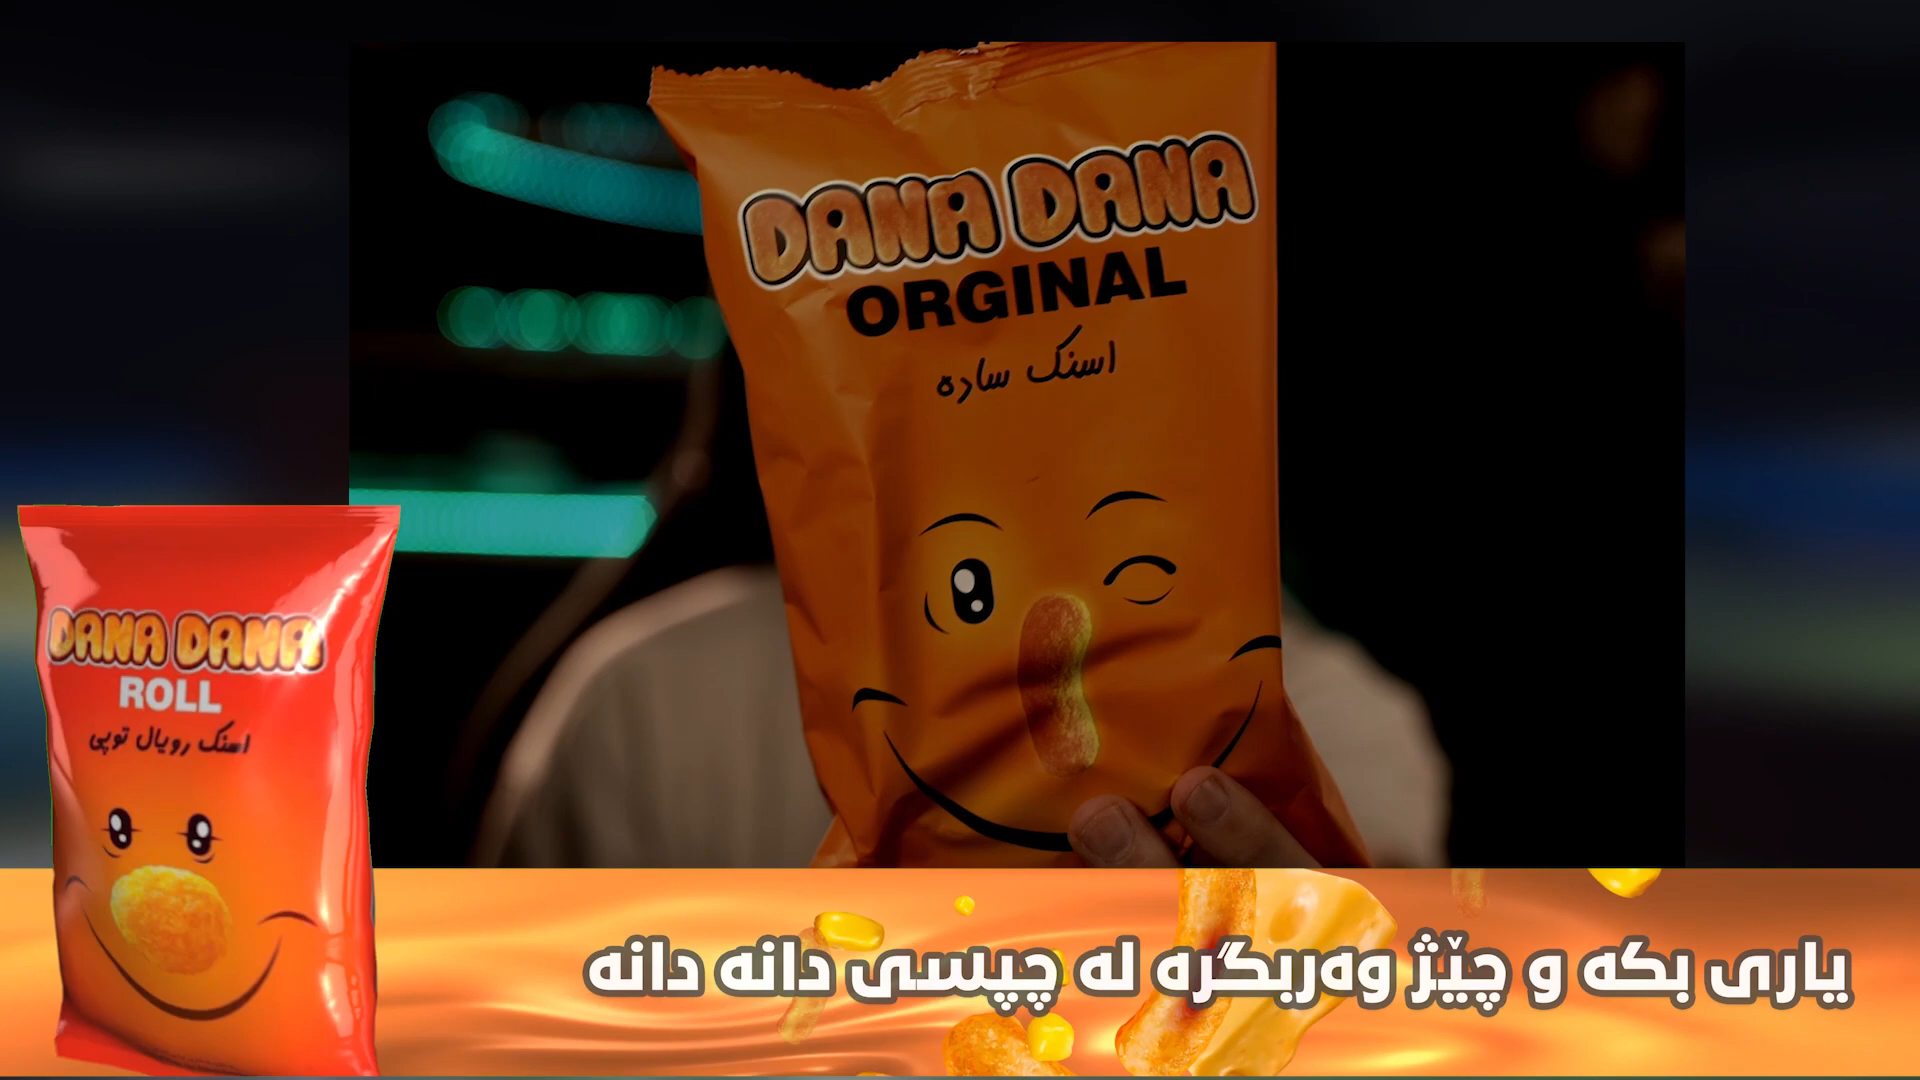 DANA DANA
ORGINAL
اسنک ساده
DANA DANA
ROLL
اسنک رویال توپی
یاری بکە و چێژ وەربگرە لە چپسی دانە دانە